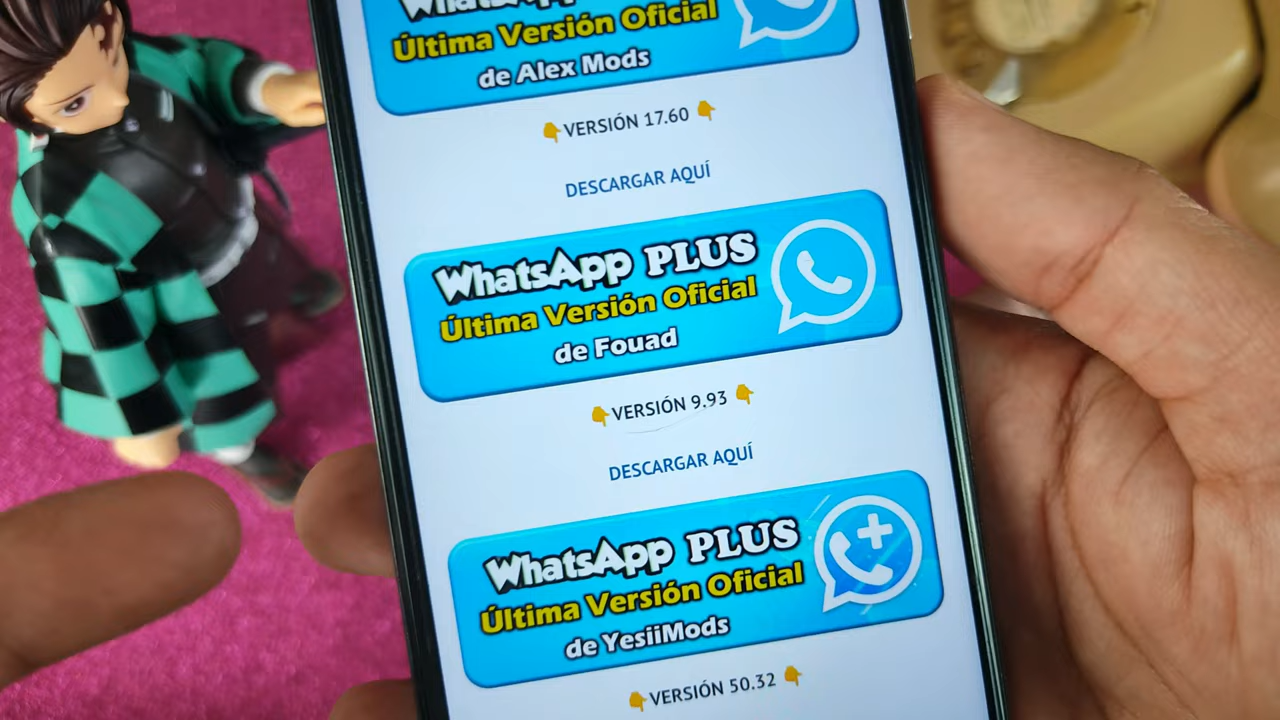 WhatsApp
Última Versión Oficial
de Alex Mods
👇VERSIÓN 17.60 👇
DESCARGAR AQUÍ
WhatsApp PLUS
Última Versión Oficial
de Fouad
👇VERSIÓN 9.93 👇
DESCARGAR AQUÍ
WhatsApp PLUS
Última Versión Oficial
de YesiiMods
👇VERSIÓN 50.32 👇